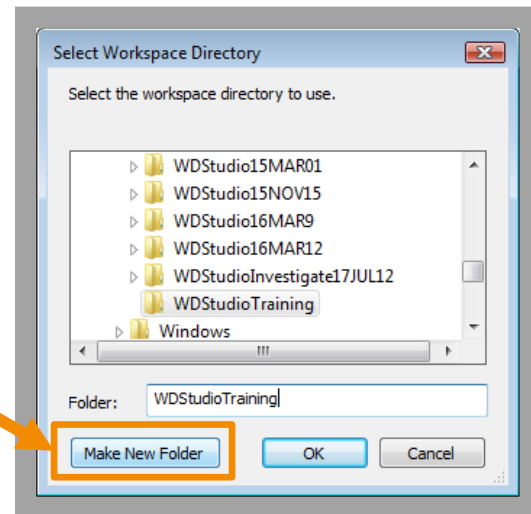 Select Workspace Directory
Select the workspace directory to use.
WDStudio15MAR01
WDStudio15NOV15
WDStudio16MAR9
WDStudio16MAR12
WDStudioInvestigate17JUL12
WDStudioTraining
Windows
Folder: WDStudioTraining
Make New Folder OK Cancel